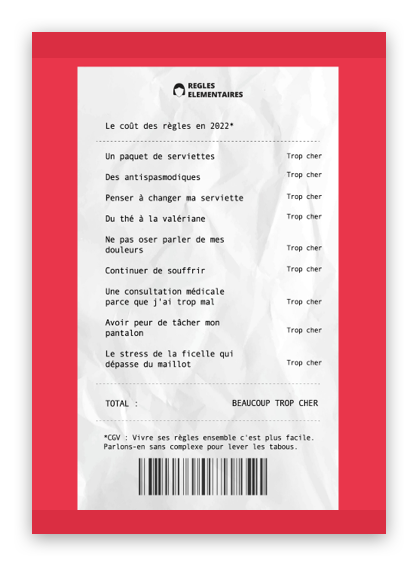 REGLES
ELEMENTAIRES
Le coût des règles en 2022*
Un paquet de serviettes Trop cher
Des antispasmodiques Trop cher
Penser à changer ma serviette Trop cher
Du thé à la valériane Trop cher
Ne pas oser parler de mes
douleurs Trop cher
Continuer de souffrir Trop cher
Une consultation médicale
parce que j'ai trop mal Trop cher
Avoir peur de tâcher mon
pantalon Trop cher
Le stress de la ficelle qui
dépasse du maillot Trop cher
TOTAL : BEAUCOUP TROP CHER
*CGV : Vivre ses règles ensemble c'est plus facile.
Parlons-en sans complexe pour lever les tabous.